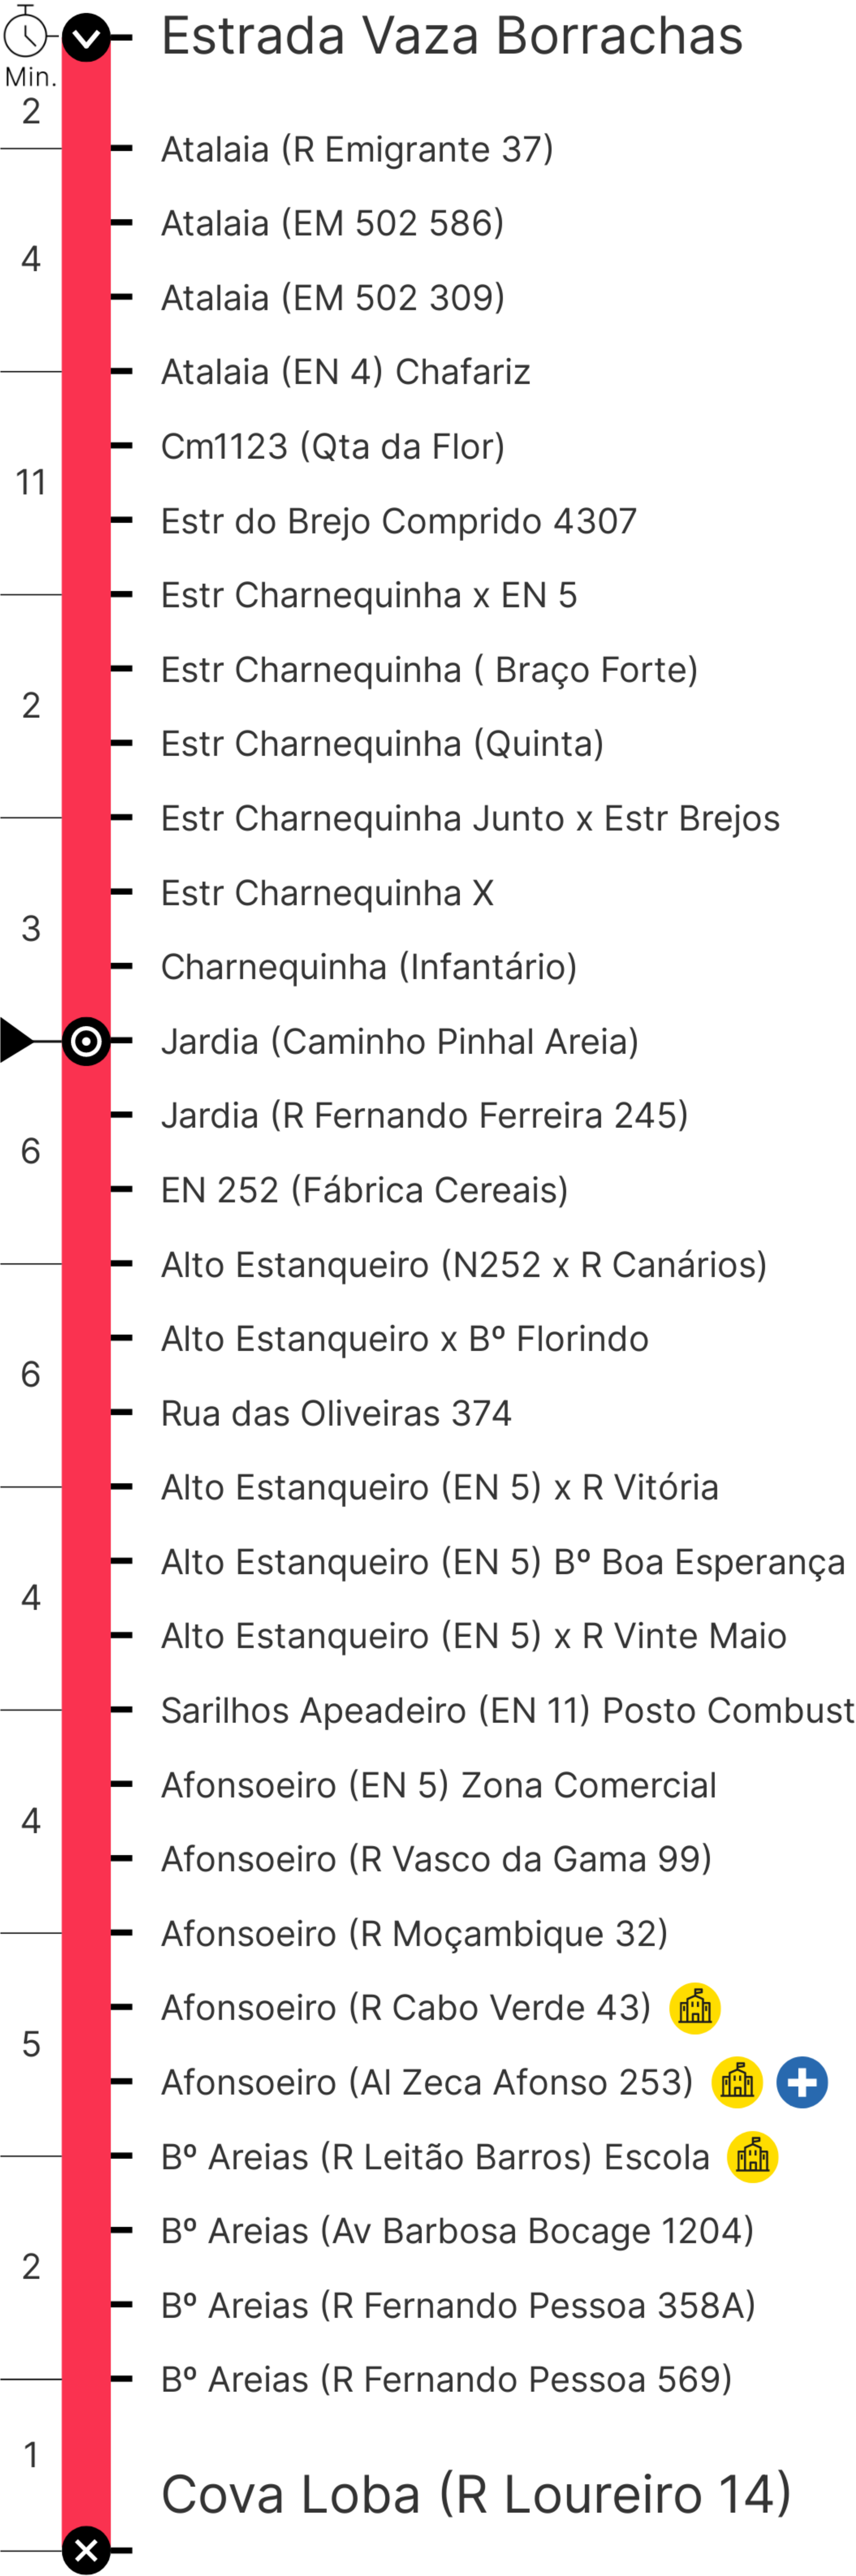 Estrada Vaza Borrachas
Min.
2
Atalaia (R Emigrante 37)
Atalaia (EM 502 586)
4
Atalaia (EM 502 309)
Atalaia (EN 4) Chafariz
Cm1123 (Qta da Flor)
11
Estr do Brejo Comprido 4307
Estr Charnequinha x EN 5
Estr Charnequinha ( Braço Forte)
2
Estr Charnequinha (Quinta)
Estr Charnequinha Junto x Estr Brejos
Estr Charnequinha X
3
Charnequinha (Infantário)
Jardia (Caminho Pinhal Areia)
Jardia (R Fernando Ferreira 245)
6
EN 252 (Fábrica Cereais)
Alto Estanqueiro (N252 x R Canários)
Alto Estanqueiro x Bº Florindo
6
Rua das Oliveiras 374
Alto Estanqueiro (EN 5) x R Vitória
Alto Estanqueiro (EN 5) Bº Boa Esperança
4
Alto Estanqueiro (EN 5) x R Vinte Maio
Sarilhos Apeadeiro (EN 11) Posto Combust
Afonsoeiro (EN 5) Zona Comercial
4
Afonsoeiro (R Vasco da Gama 99)
Afonsoeiro (R Moçambique 32)
Afonsoeiro (R Cabo Verde 43)
5
Afonsoeiro (Al Zeca Afonso 253)
Bº Areias (R Leitão Barros) Escola
Bº Areias (Av Barbosa Bocage 1204)
2
Bº Areias (R Fernando Pessoa 358A)
Bº Areias (R Fernando Pessoa 569)
1
Cova Loba (R Loureiro 14)